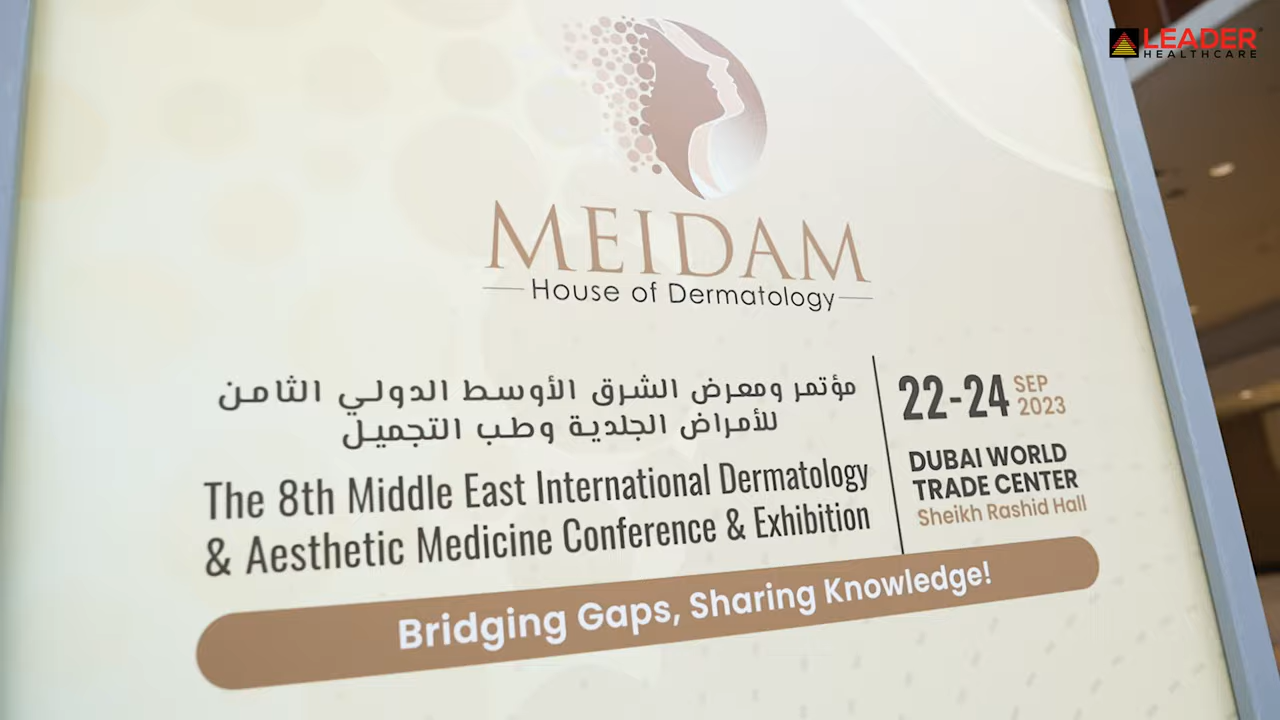 LEADER
HEALTHCARE
MEIDAM
House of Dermatology
مؤتمر ومعرض الشرق الأوسط الدولي الثامن
للأمراض الجلدية وطب التجميل
The 8th Middle East International Dermatology
& Aesthetic Medicine Conference & Exhibition
22-24 SEP 2023
DUBAI WORLD
TRADE CENTER
Sheikh Rashid Hall
Bridging Gaps, Sharing Knowledge!